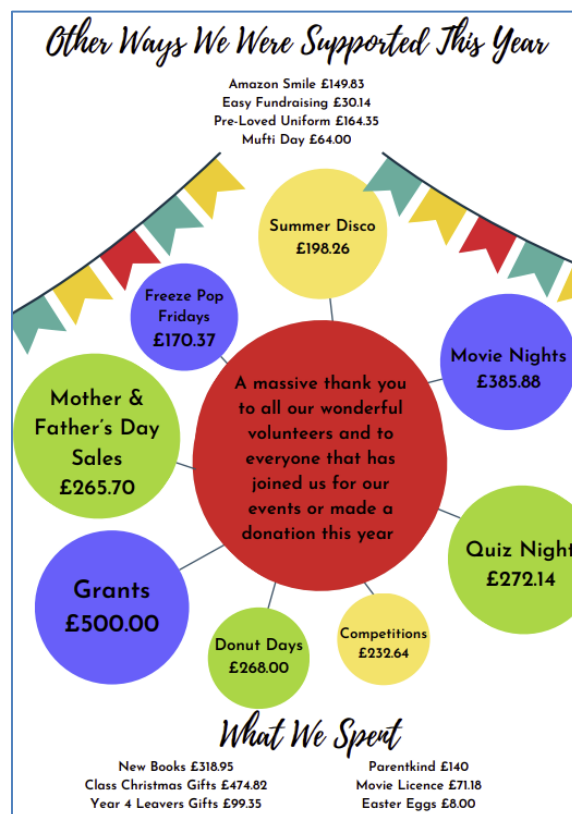 Other Ways We Were Supported This Year
Amazon Smile £149.83
Easy Fundraising £30.14
Pre-Loved Uniform £164.35
Mufti Day £64.00
Summer Disco
£198.26
Freeze Pop
Fridays
£170.37
Movie Nights
£385.88
Mother &
Father's Day
Sales
£265.70
A massive thank you
to all our wonderful
volunteers and to
everyone that has
joined us for our
events or made a
donation this year
Quiz Night
£272.14
Grants
£500.00
Donut Days
£268.00
Competitions
£232.64
What We Spent
New Books £318.95
Class Christmas Gifts £474.82
Year 4 Leavers Gifts £99.35
Parentkind £140
Movie Licence £71.18
Easter Eggs £8.00